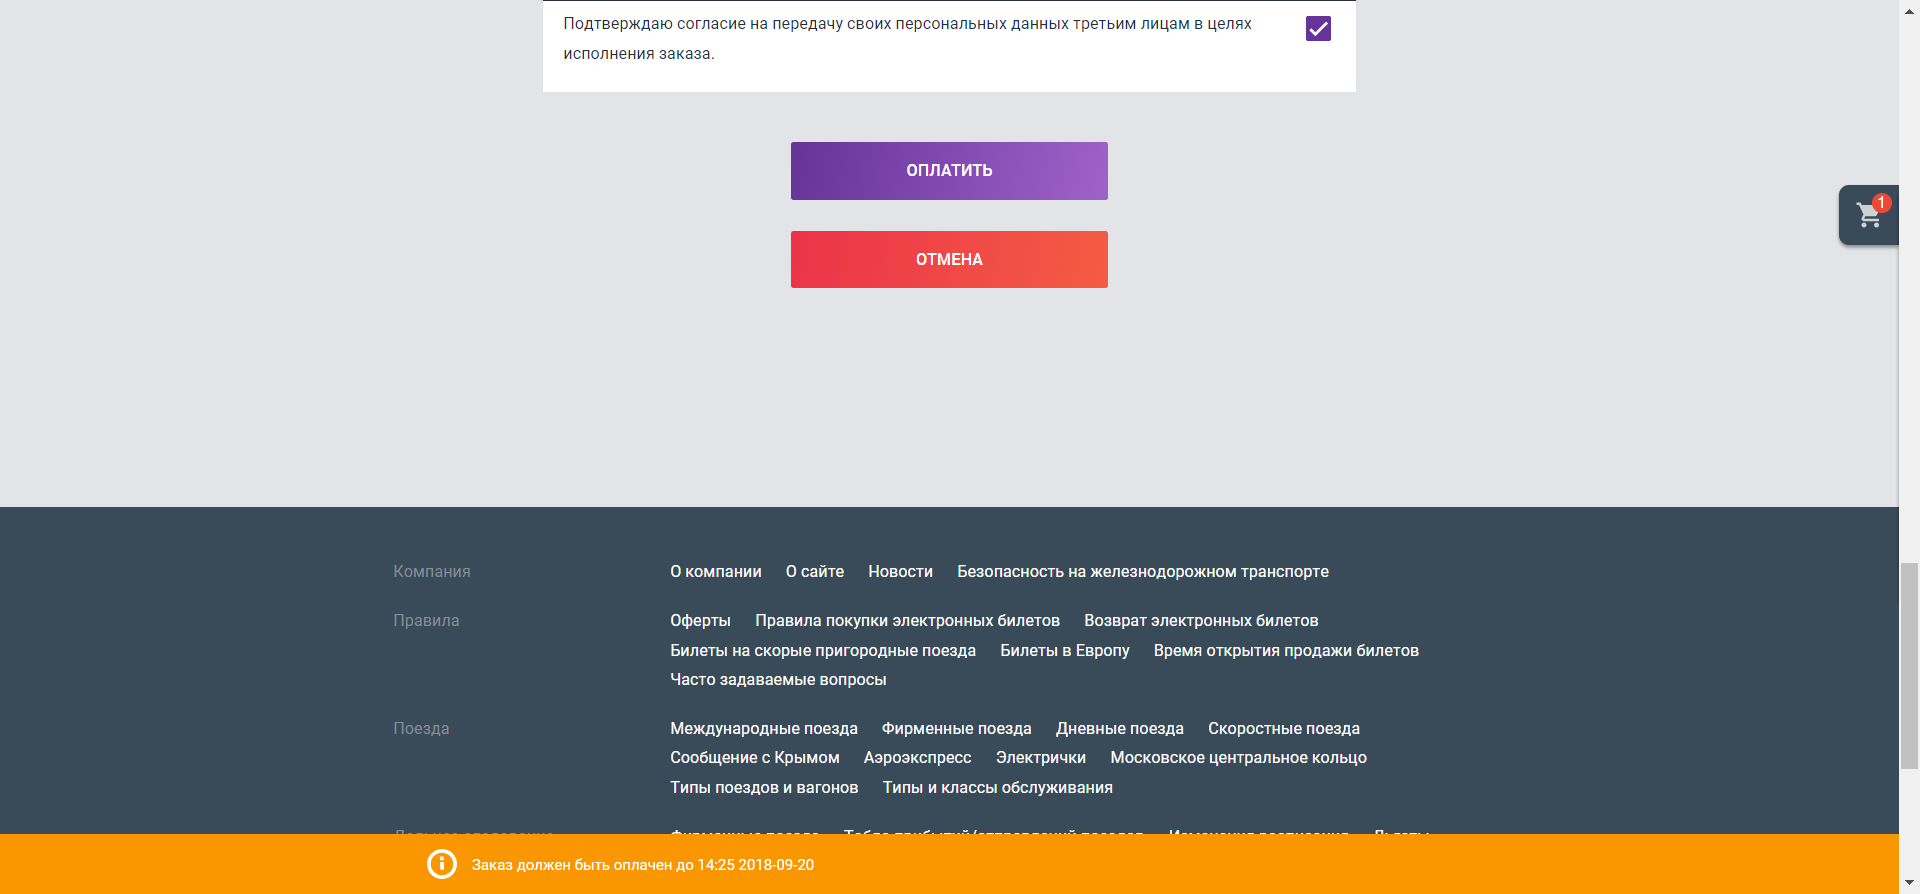 Подтверждаю согласие на передачу своих персональных данных третьим лицам в целях
исполнения заказа.
ОПЛАТИТЬ
1
ОТМЕНА
Компания
О компании О сайте Новости Безопасность на железнодорожном транспорте
Правила
Оферты Правила покупки электронных билетов Возврат электронных билетов
Билеты на скорые пригородные поезда Билеты в Европу Время открытия продажи билетов
Часто задаваемые вопросы
Поезда
Международные поезда Фирменные поезда Дневные поезда Скоростные поезда
Сообщение с Крымом Аэроэкспресс Электрички Московское центральное кольцо
Типы поездов и вагонов Типы и классы обслуживания
Заказ должен быть оплачен до 14:25 2018-09-20